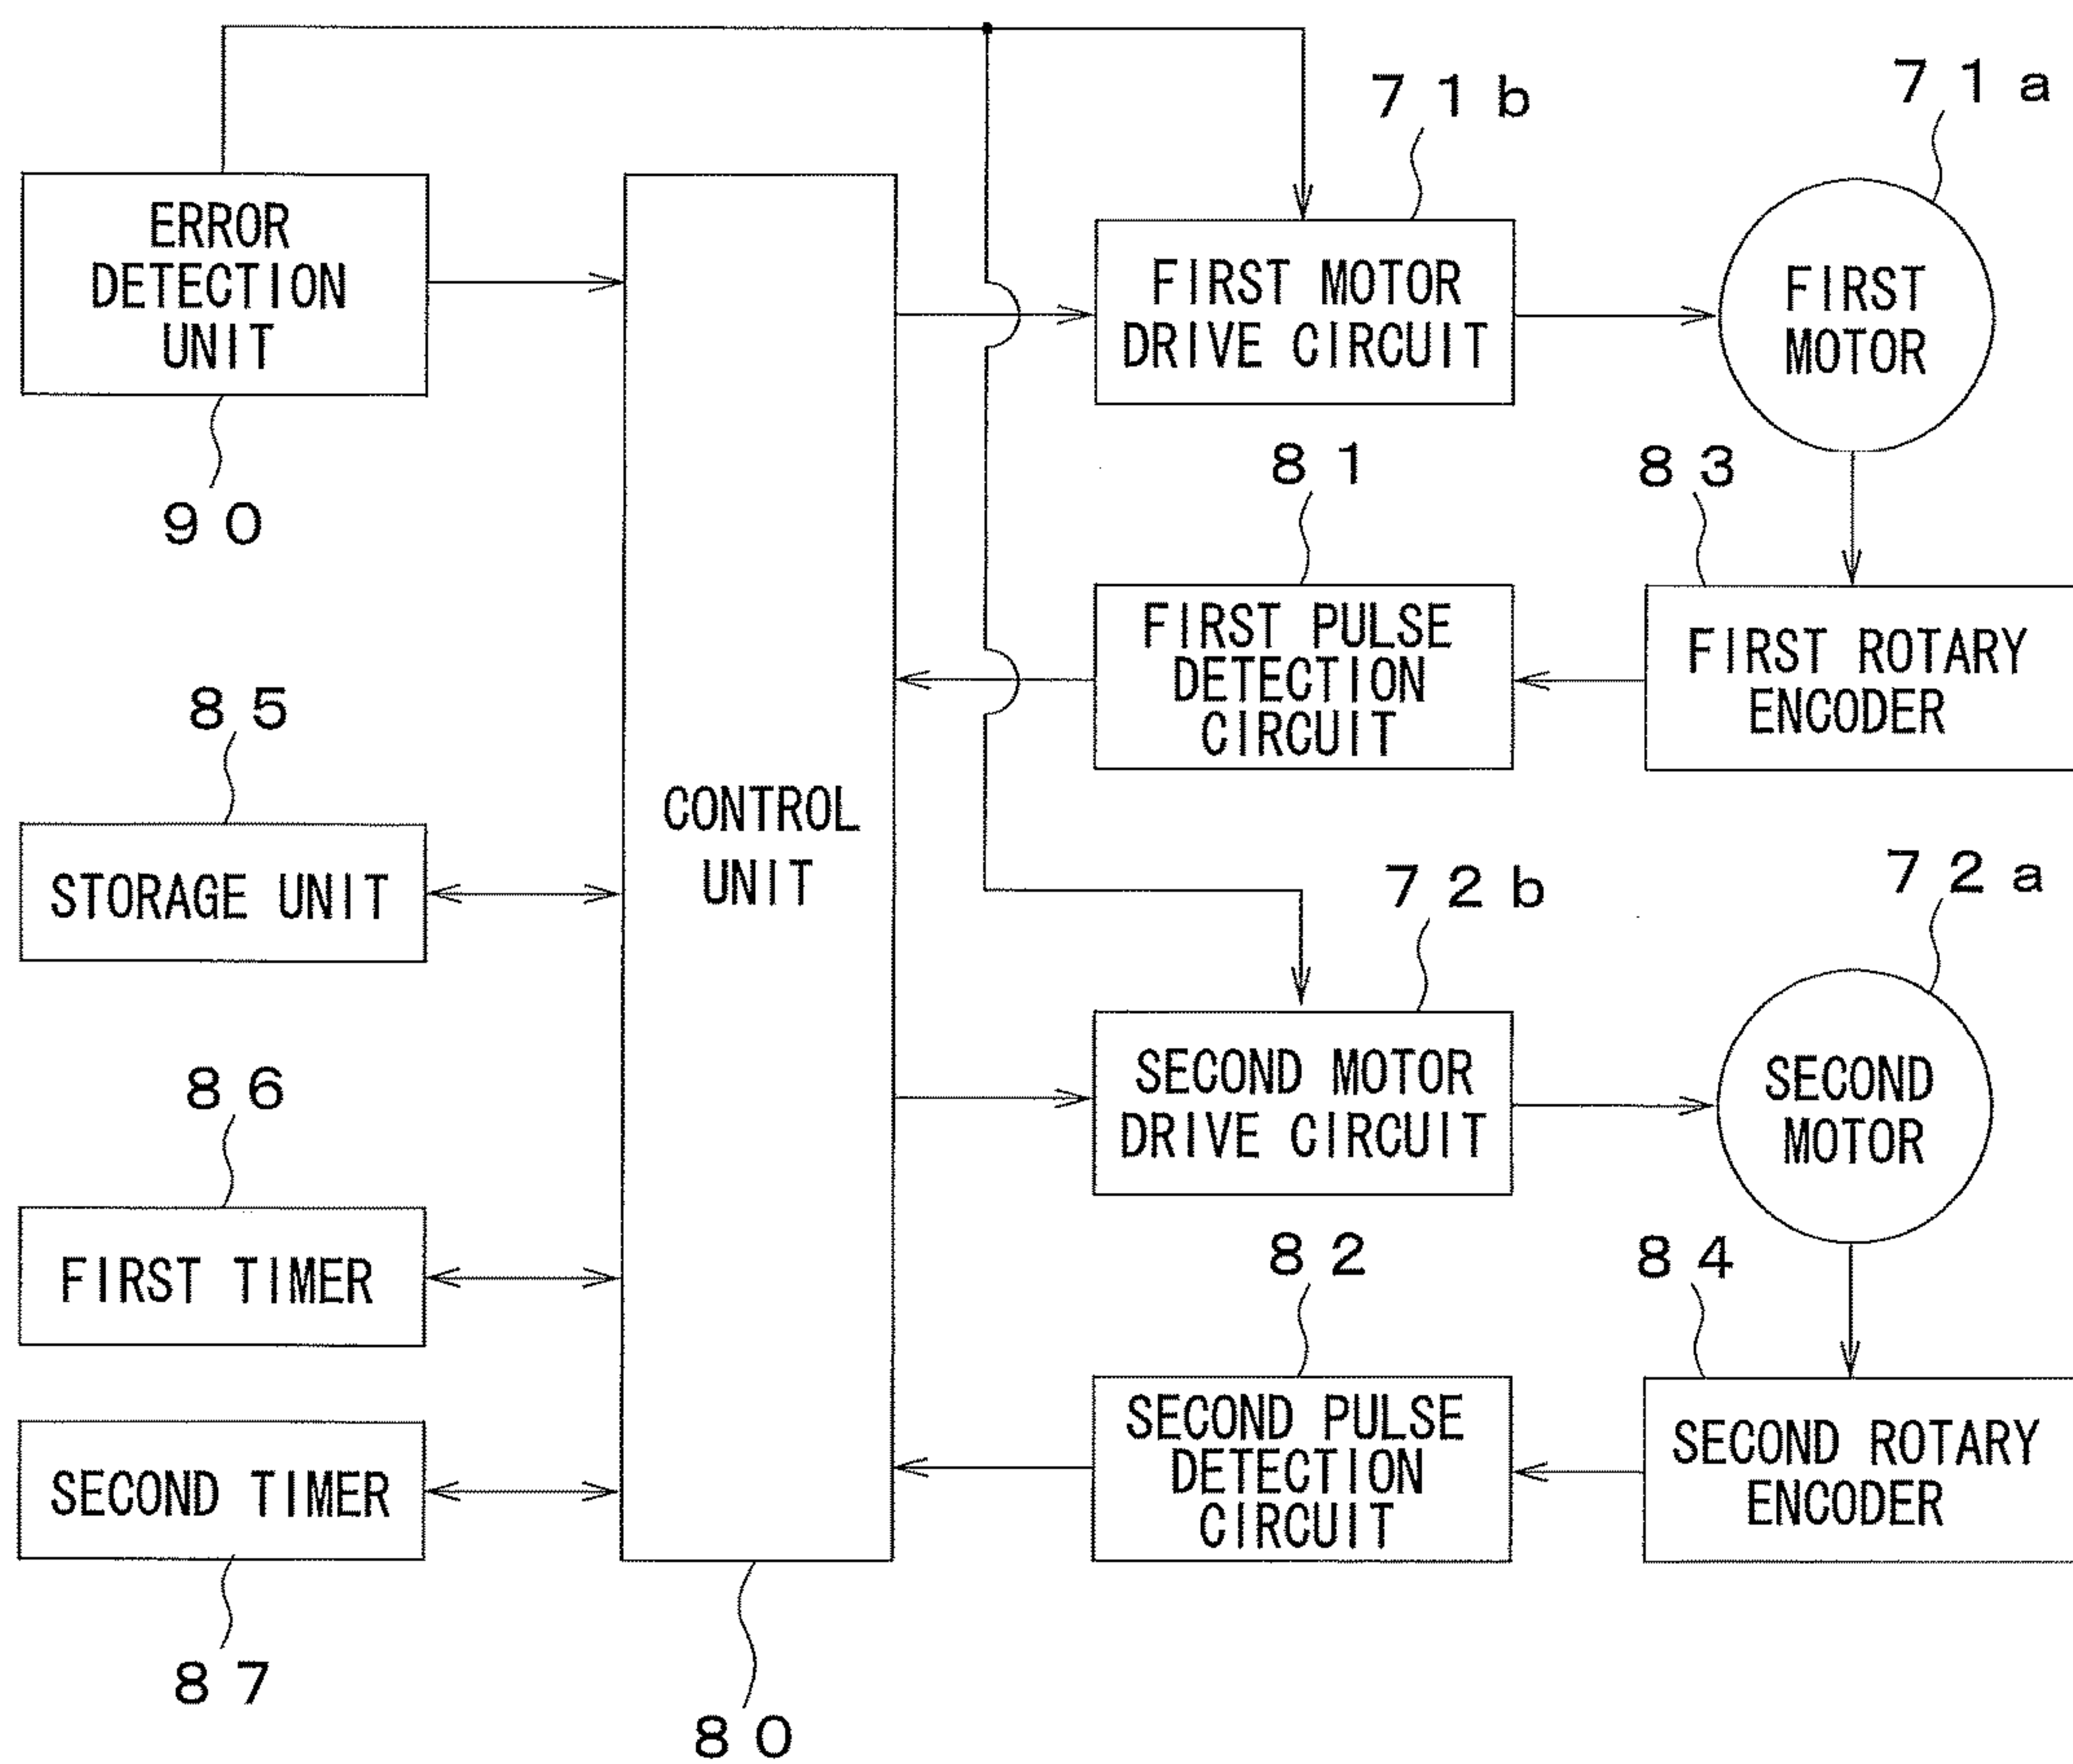 71b
71a
ERROR
DETECTION
UNIT
90
FIRST MOTOR
DRIVE CIRCUIT
FIRST
MOTOR
81
83
FIRST PULSE
DETECTION
CIRCUIT
FIRST ROTARY
ENCODER
85
STORAGE UNIT
CONTROL
UNIT
80
72b
72a
SECOND MOTOR
DRIVE CIRCUIT
SECOND
MOTOR
86
FIRST TIMER
82
84
SECOND PULSE
DETECTION
CIRCUIT
SECOND ROTARY
ENCODER
SECOND TIMER
87